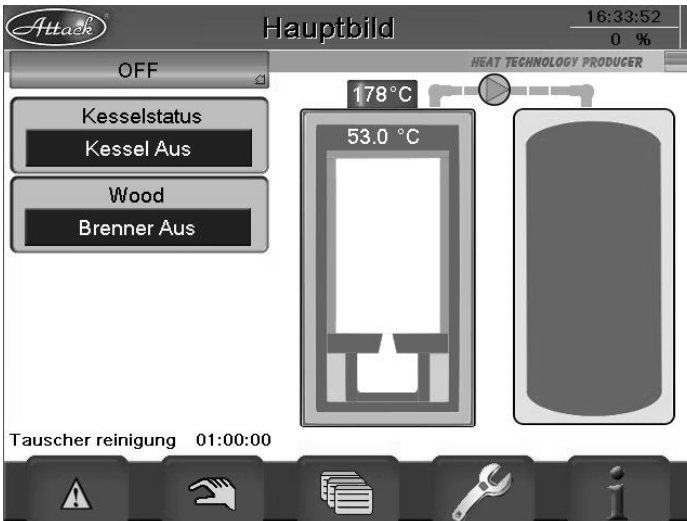 Attack
Hauptbild
16:33:52
0 %
HEAT TECHNOLOGY PRODUCER
OFF
178°C
Kesselstatus
Kessel Aus
53.0 °C
Wood
Brenner Aus
Tauscher reinigung 01:00:00